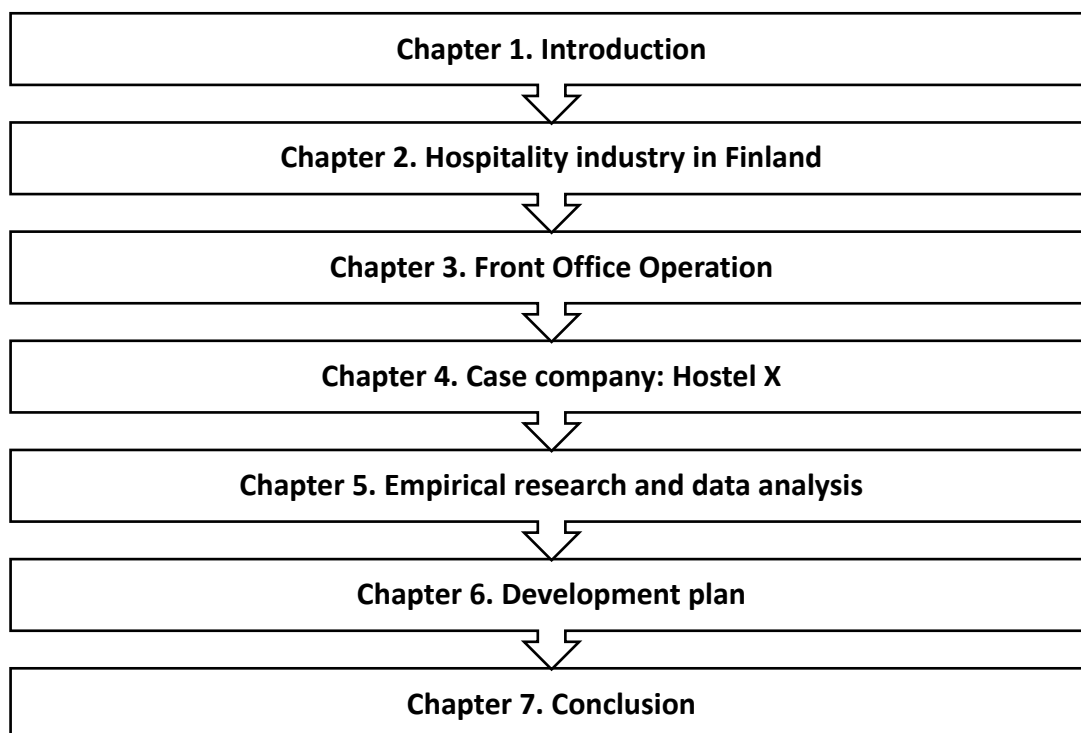 Chapter 1. Introduction
Chapter 2. Hospitality industry in Finland
Chapter 3. Front Office Operation
Chapter 4. Case company: Hostel X
Chapter 5. Empirical research and data analysis
Chapter 6. Development plan
Chapter 7. Conclusion